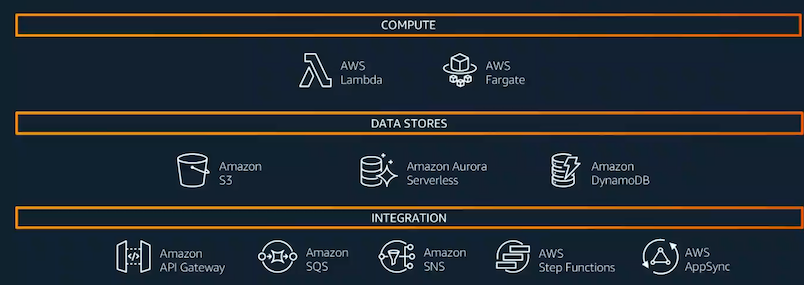 COMPUTE
AWS
Lambda
AWS
Fargate
DATA STORES
Amazon
S3
Amazon Aurora
Serverless
Amazon
DynamoDB
INTEGRATION
Amazon
API Gateway
Amazon
SQS
Amazon
SNS
AWS
Step Functions
AWS
AppSync